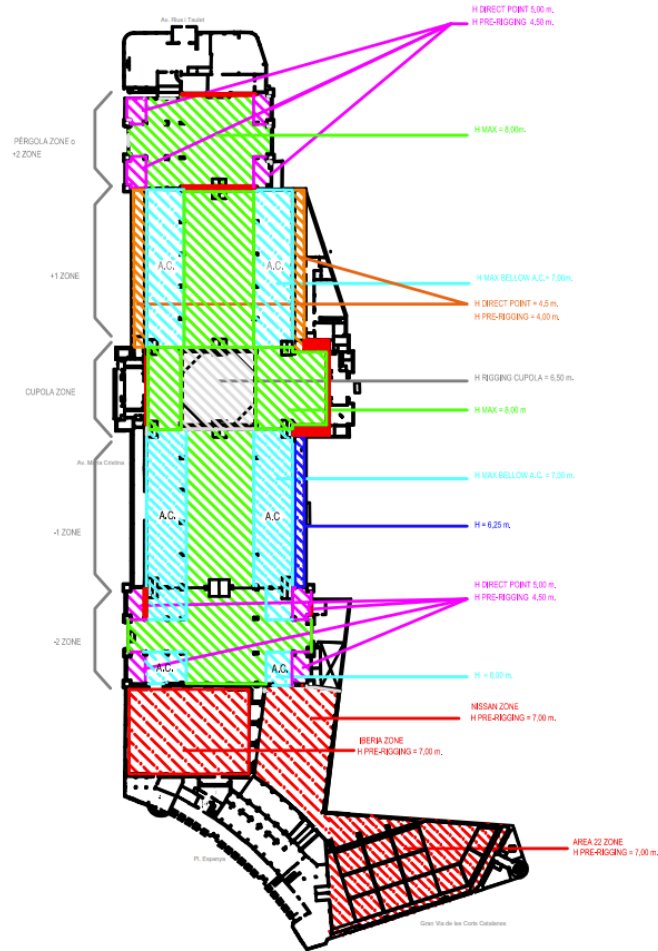 Av. Rius i Taulet
H DIRECT POINT 5,00 m.
H PRE-RIGGING 4,50 m.
H MAX = 8.00m.
PÈRGOLA ZONE o
+2 ZONE
A.C.
A.C.
+1 ZONE
H MAX BELLOW A.C.= 7,00m.
H DIRECT POINT = 4,5 m.
H PRE-RIGGING = 4,00 m.
H RIGGING CUPOLA = 6,50 m.
CUPOLA ZONE
H MAX = 8.00 m
Av. Maria Cristina
H MAX BELLOW A.C. = 7,00 m.
A.C.
A.C.
H = 6,25 m.
-1 ZONE
H DIRECT POINT 5,00 m.
H PRE-RIGGING 4,50 m.
-2 ZONE
A.C.
A.C.
H = 8,00 m.
NISSAN ZONE
H PRE-RIGGING = 7,00 m.
IBERIA ZONE
H PRE-RIGGING = 7,00 m.
AREA 22 ZONE
H PRE-RIGGING = 7,00 m.
Pl. Espanya
Gran Via de les Corts Catalanes